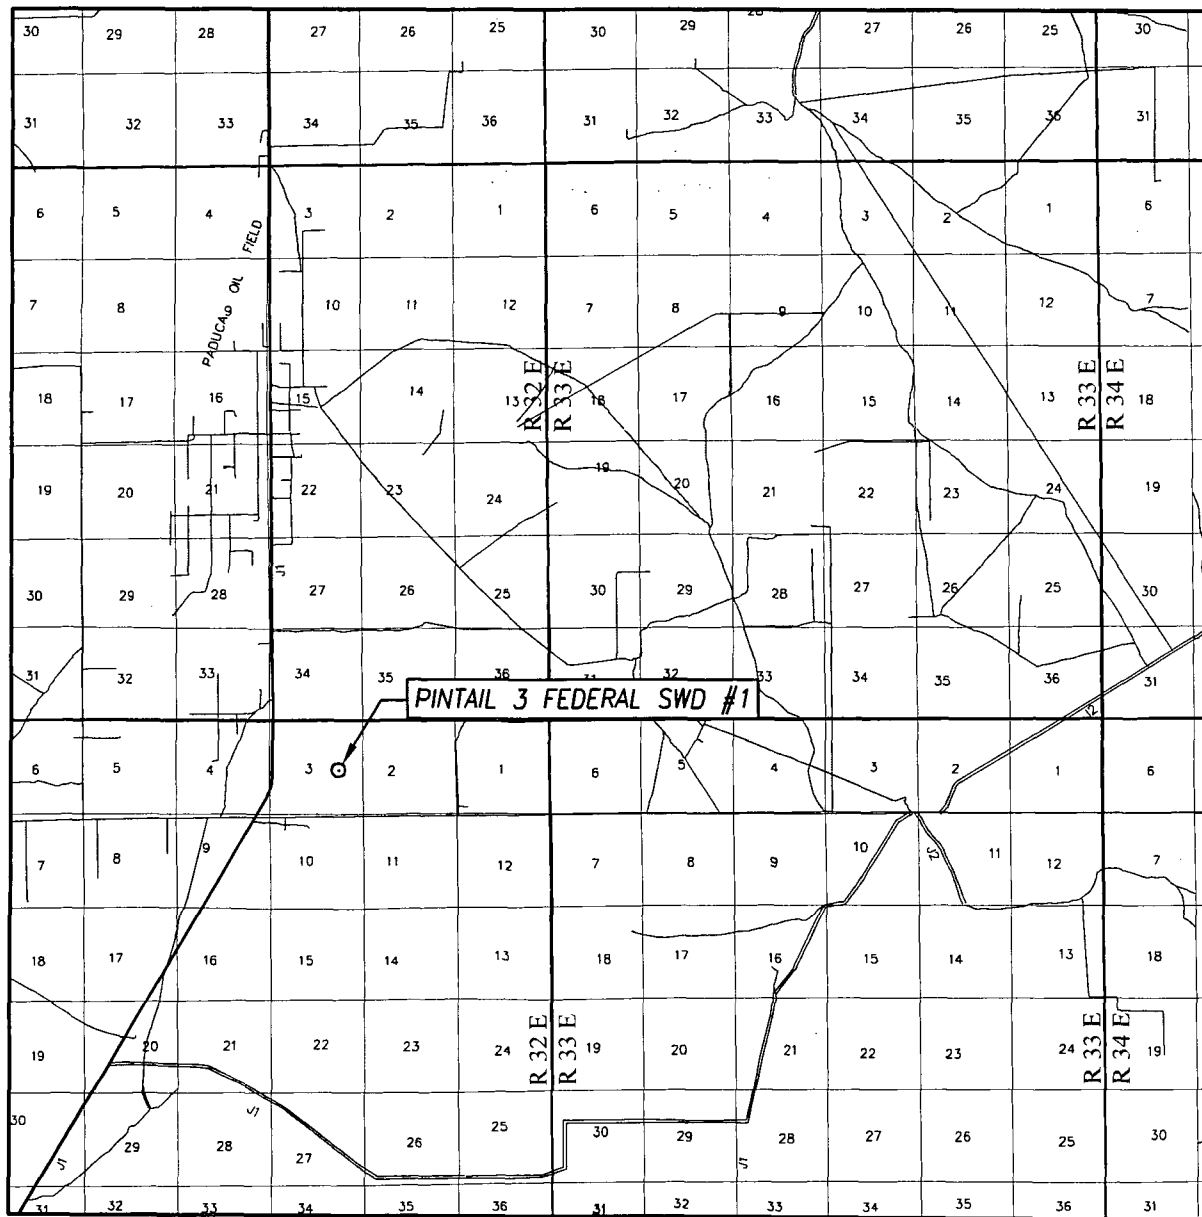 30 29 28 27 26 25 30 29 28 27 26 25 30
31 32 33 34 35 36 31 32 33 34 35 36 31
6 5 4 3 2 1 6 5 4 3 2 1 6
PADUCA OIL FIELD
7 8 9 10 11 12 7 8 9 10 11 12 7
R 32 E
R 33 E
R 33 E
R 34 E
18 17 16 15 14 13 18 17 16 15 14 13 18
19 20 21 22 23 24 19 20 21 22 23 24 19
J1
30 29 28 27 26 25 30 29 28 27 26 25 30
31 32 33 34 35 36 31 32 33 34 35 36 31
PINTAIL 3 FEDERAL SWD #1
J2
6 5 4 3 2 1 6 5 4 3 2 1 6
7 8 9 10 11 12 7 8 9 10 J2 11 12 7
18 17 16 15 14 13 18 17 16 15 14 13 18
R 32 E
R 33 E
R 33 E
R 34 E
19 20 21 22 23 24 19 20 21 22 23 24 19
J1
30 29 28 27 26 25 30 29 28 27 26 25 30
J1
J1
31 32 33 34 35 36 31 32 33 34 35 36 31